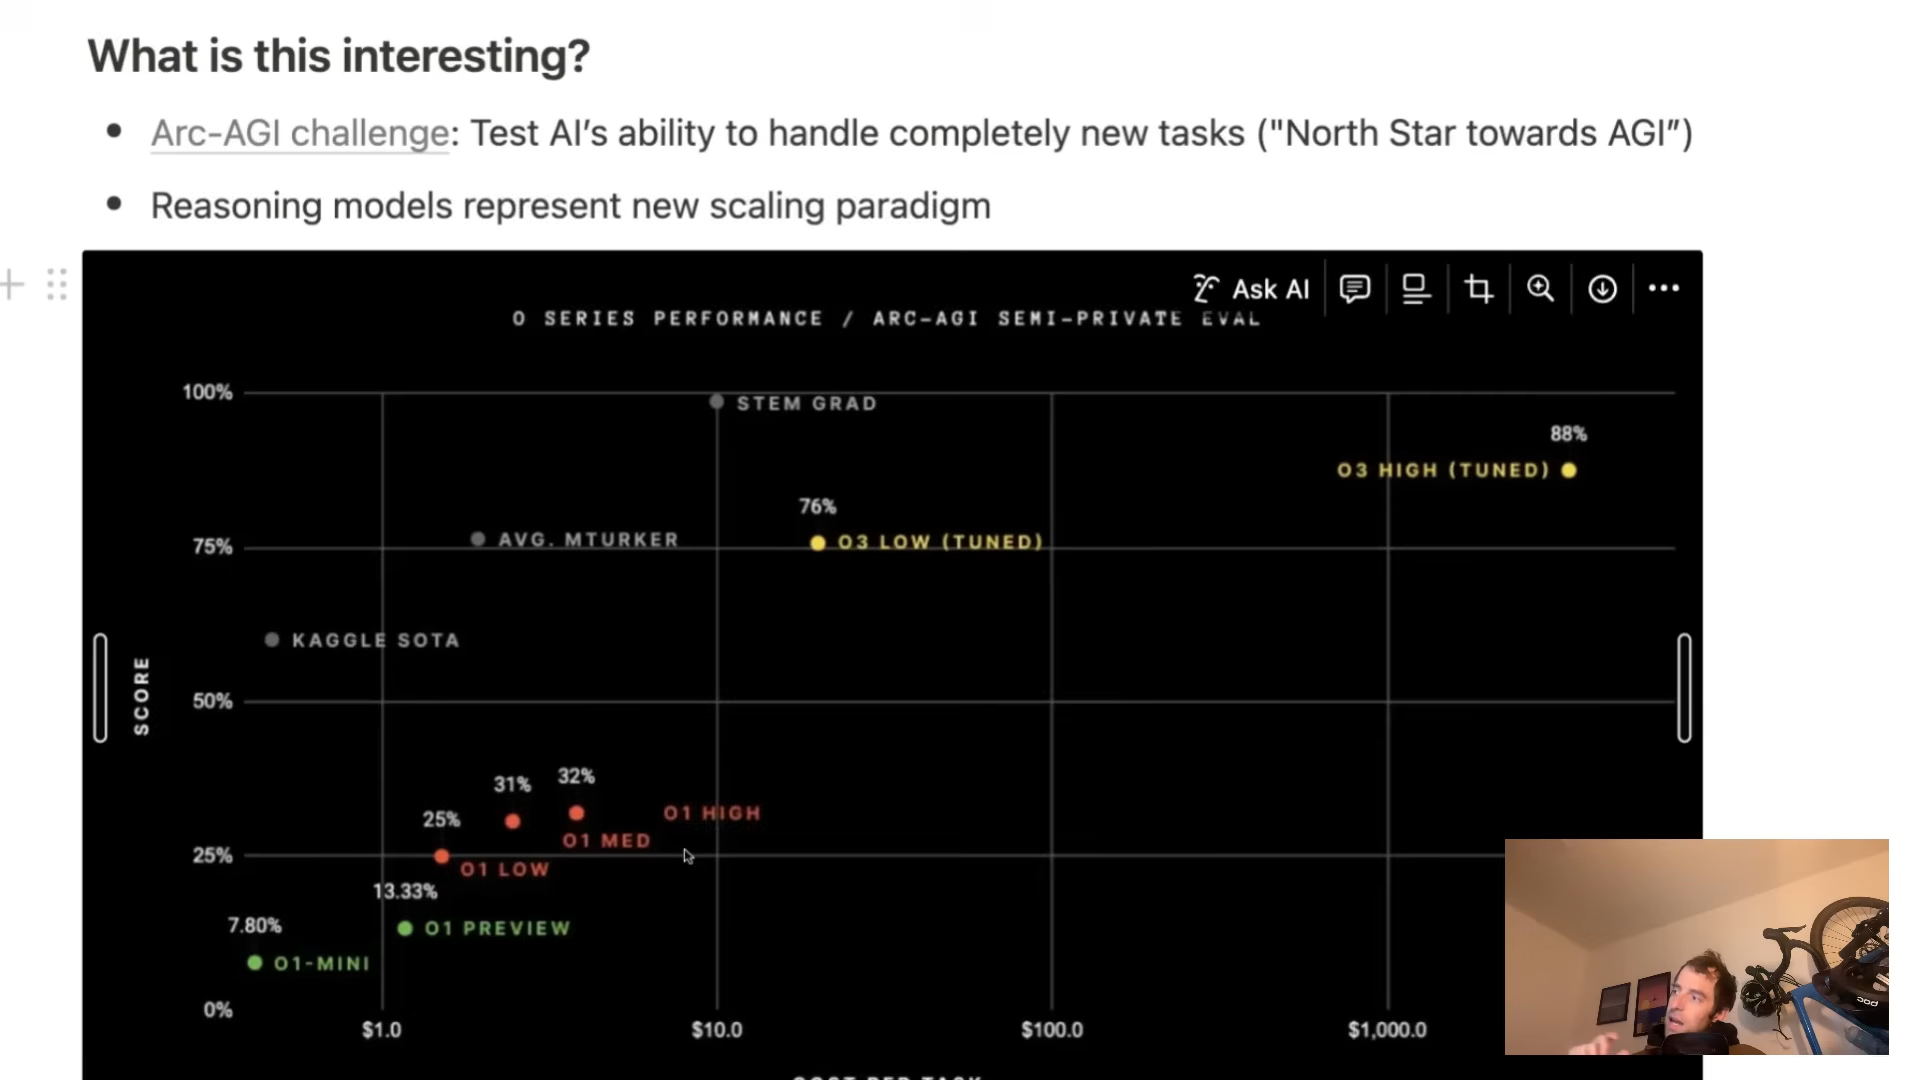 What is this interesting?
Arc-AGI challenge: Test AI's ability to handle completely new tasks ("North Star towards AGI")
Reasoning models represent new scaling paradigm
Ask AI
O SERIES PERFORMANCE / ARC-AGI SEMI-PRIVATE EVAL
100%
STEM GRAD
88%
O3 HIGH (TUNED)
76%
75%
AVG. MTURKER
O3 LOW (TUNED)
KAGGLE SOTA
SCORE
50%
31%
32%
25%
O1 HIGH
O1 MED
25%
O1 LOW
13.33%
7.80%
O1 PREVIEW
O1-MINI
0%
$1.0
$10.0
$100.0
$1,000.0
COST PER TASK
poc